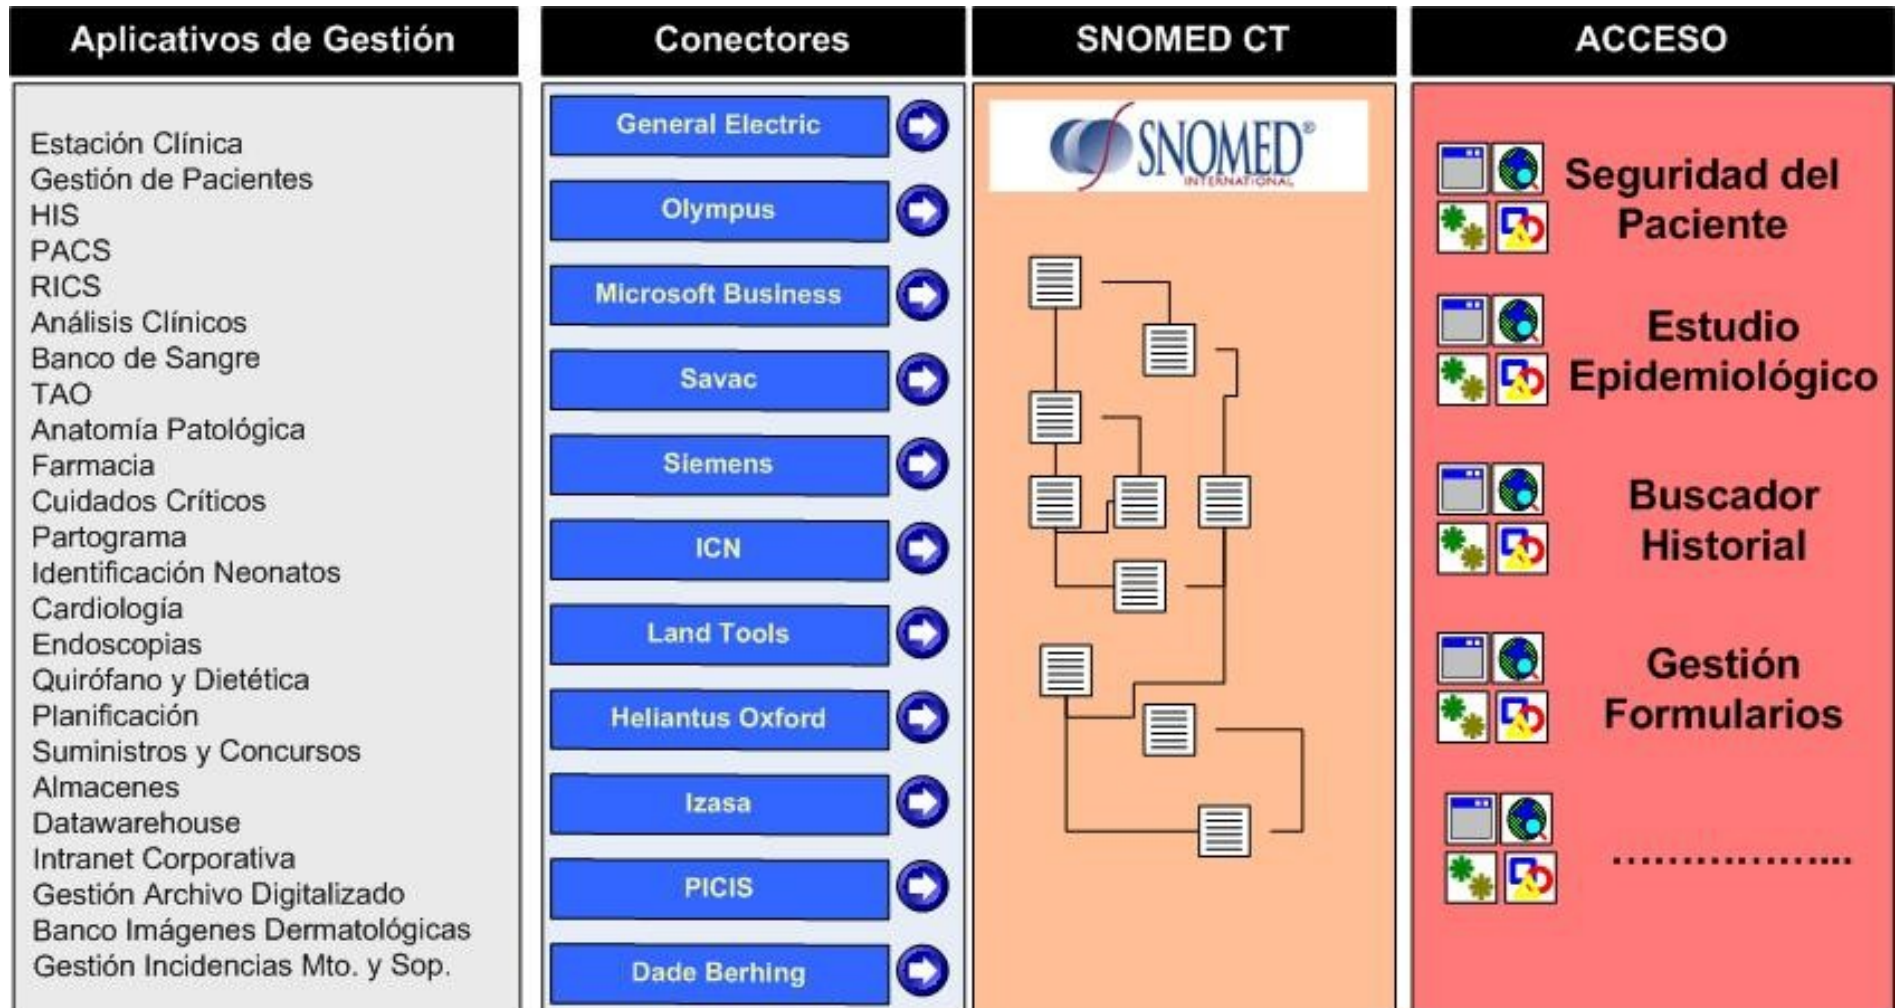 Aplicativos de Gestión
Estación Clínica
Gestión de Pacientes
HIS
PACS
RICS
Análisis Clínicos
Banco de Sangre
TAO
Anatomía Patológica
Farmacia
Cuidados Críticos
Partograma
Identificación Neonatos
Cardiología
Endoscopias
Quirófano y Dietética
Planificación
Suministros y Concursos
Almacenes
Datawarehouse
Intranet Corporativa
Gestión Archivo Digitalizado
Banco Imágenes Dermatológicas
Gestión Incidencias Mto. y Sop.
Conectores
General Electric
Olympus
Microsoft Business
Savac
Siemens
ICN
Land Tools
Heliantus Oxford
Izasa
PICIS
Dade Berhing
SNOMED CT
SNOMED®
INTERNATIONAL
ACCESO
Seguridad del
Paciente
Estudio
Epidemiológico
Buscador
Historial
Gestión
Formularios
..................